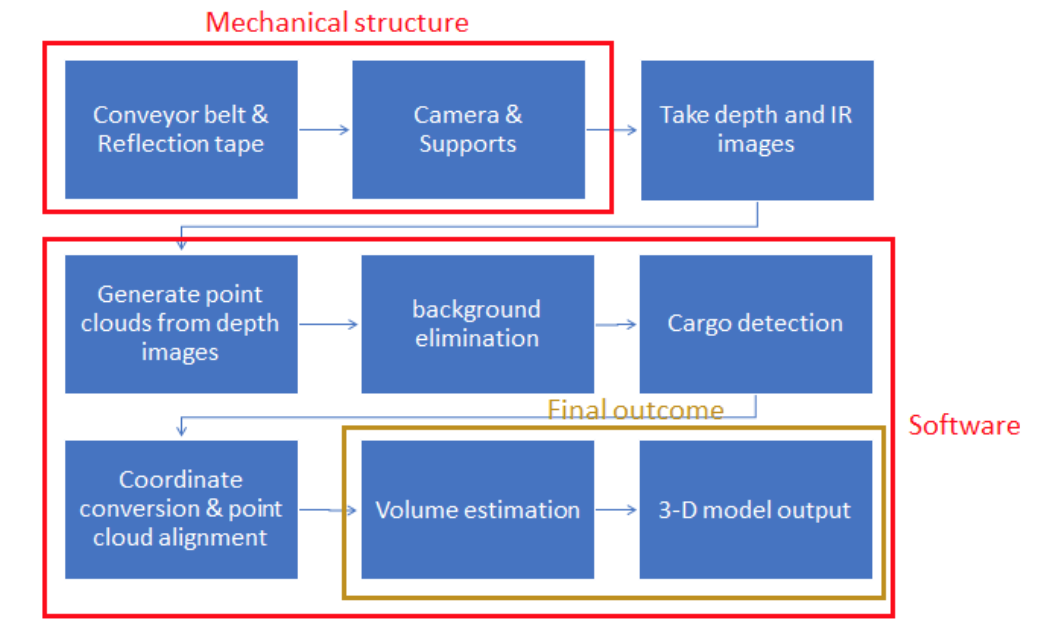 Mechanical structure
Conveyor belt &
Reflection tape
Camera &
Supports
Take depth and IR
images
Generate point
clouds from depth
images
background
elimination
Cargo detection
Final outcome
Software
Coordinate
conversion & point
cloud alignment
Volume estimation
3-D model output